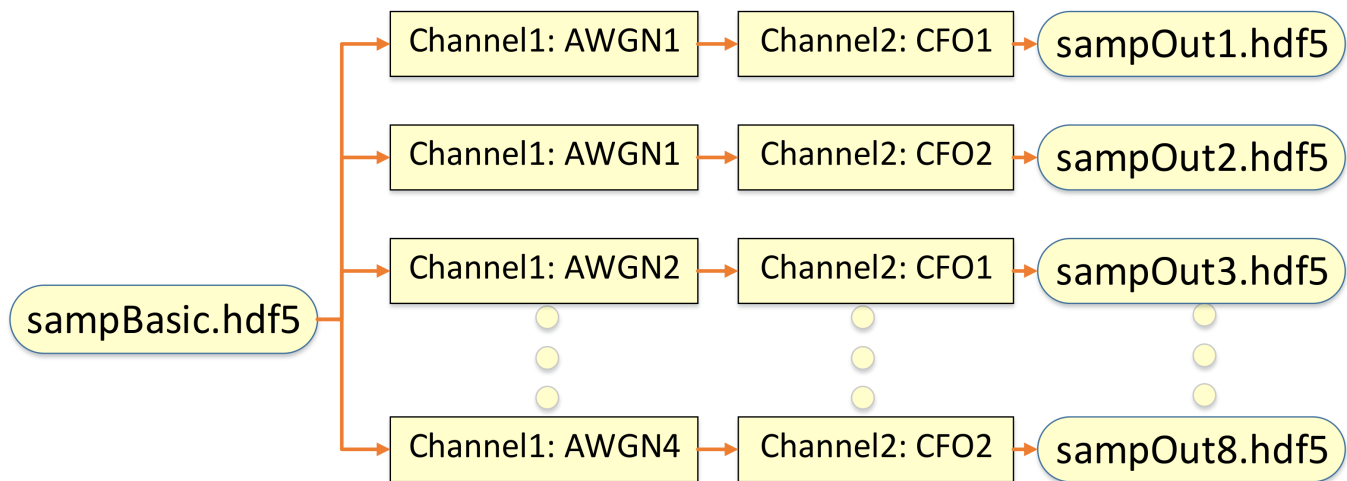 Channel1: AWGN1
Channel2: CFO1
sampOut1.hdf5
Channel1: AWGN1
Channel2: CFO2
sampOut2.hdf5
Channel1: AWGN2
Channel2: CFO1
sampOut3.hdf5
sampBasic.hdf5
Channel1: AWGN4
Channel2: CFO2
sampOut8.hdf5